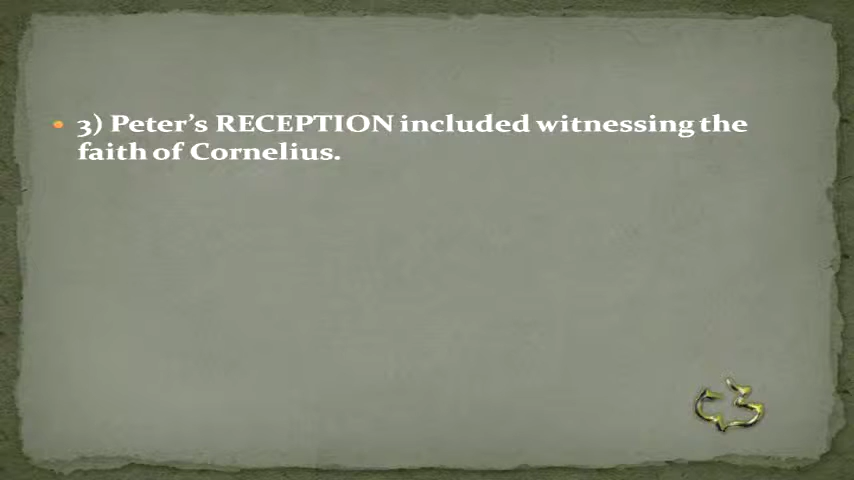 • 3) Peter's RECEPTION included witnessing the
faith of Cornelius.